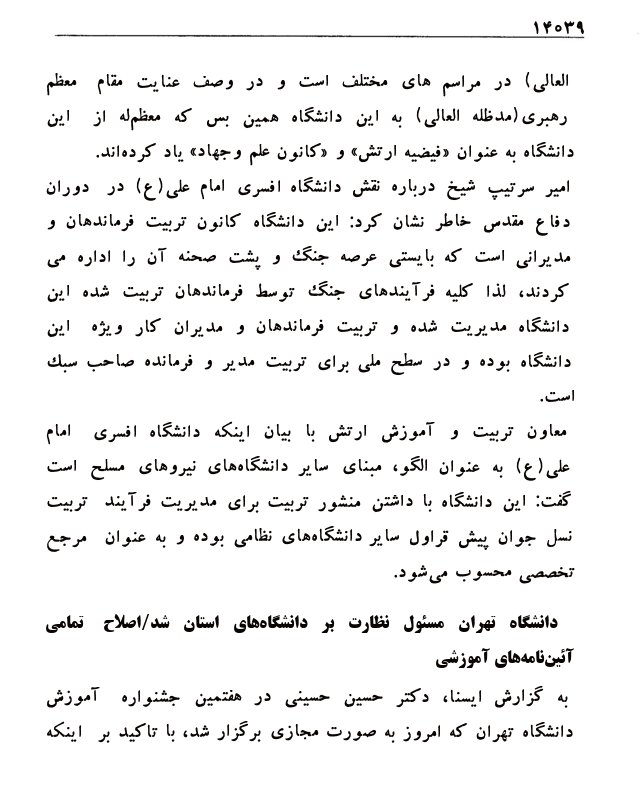 ۱۴۰۳۹
العالی) در مراسم های مختلف است و در وصف عنایت مقام معظم
رهبری(مدظله العالی) به این دانشگاه همین بس که معظم‌له از این
دانشگاه به عنوان «فیضیه ارتش» و «کانون علم وجهاد» یاد کرده‌اند.
امیر سرتیپ شیخ درباره نقش دانشگاه افسری امام علی(ع) در دوران
دفاع مقدس خاطر نشان کرد: این دانشگاه کانون تربیت فرماندهان و
مدیرانی است که بایستی عرصه جنگ و پشت صحنه آن را اداره می
کردند، لذا کلیه فرآیندهای جنگ توسط فرماندهان تربیت شده این
دانشگاه مدیریت شده و تربیت فرماندهان و مدیران کار ویژه این
دانشگاه بوده و در سطح ملی برای تربیت مدیر و فرمانده صاحب سبك
است.
معاون تربیت و آموزش ارتش با بیان اینکه دانشگاه افسری امام
علی(ع) به عنوان الگو، مبنای سایر دانشگاه‌های نیروهای مسلح است
گفت: این دانشگاه با داشتن منشور تربیت برای مدیریت فرآیند تربیت
نسل جوان پیش قراول سایر دانشگاه‌های نظامی بوده و به عنوان مرجع
تخصصی محسوب می‌شود.
دانشگاه تهران مسئول نظارت بر دانشگاه‌های استان شد/اصلاح تمامی
آئین‌نامه‌های آموزشی
به گزارش ایسنا، دکتر حسین حسینی در هفتمین جشنواره آموزش
دانشگاه تهران که امروز به صورت مجازی برگزار شد، با تاکید بر اینکه